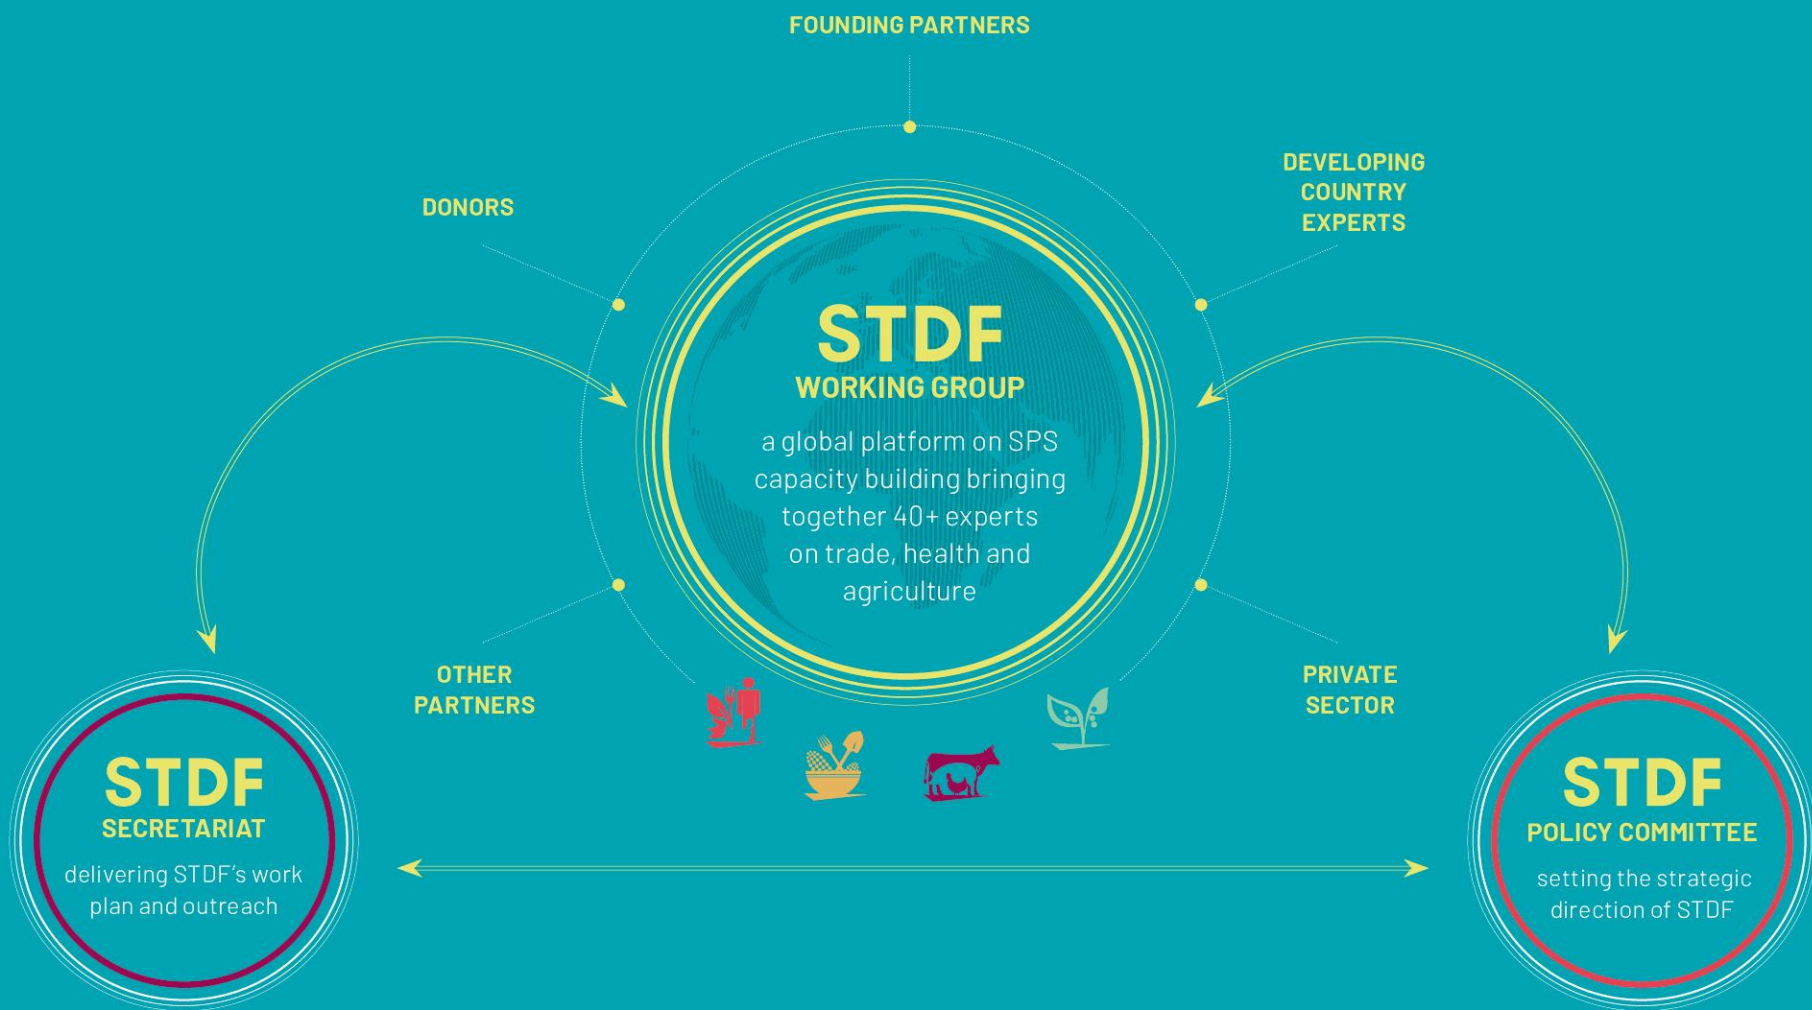 FOUNDING PARTNERS
DONORS
DEVELOPING
COUNTRY
EXPERTS
STDF
WORKING GROUP
a global platform on SPS
capacity building bringing
together 40+ experts
on trade, health and
agriculture
OTHER
PARTNERS
PRIVATE
SECTOR
STDF
SECRETARIAT
delivering STDF's work
plan and outreach
STDF
POLICY COMMITTEE
setting the strategic
direction of STDF